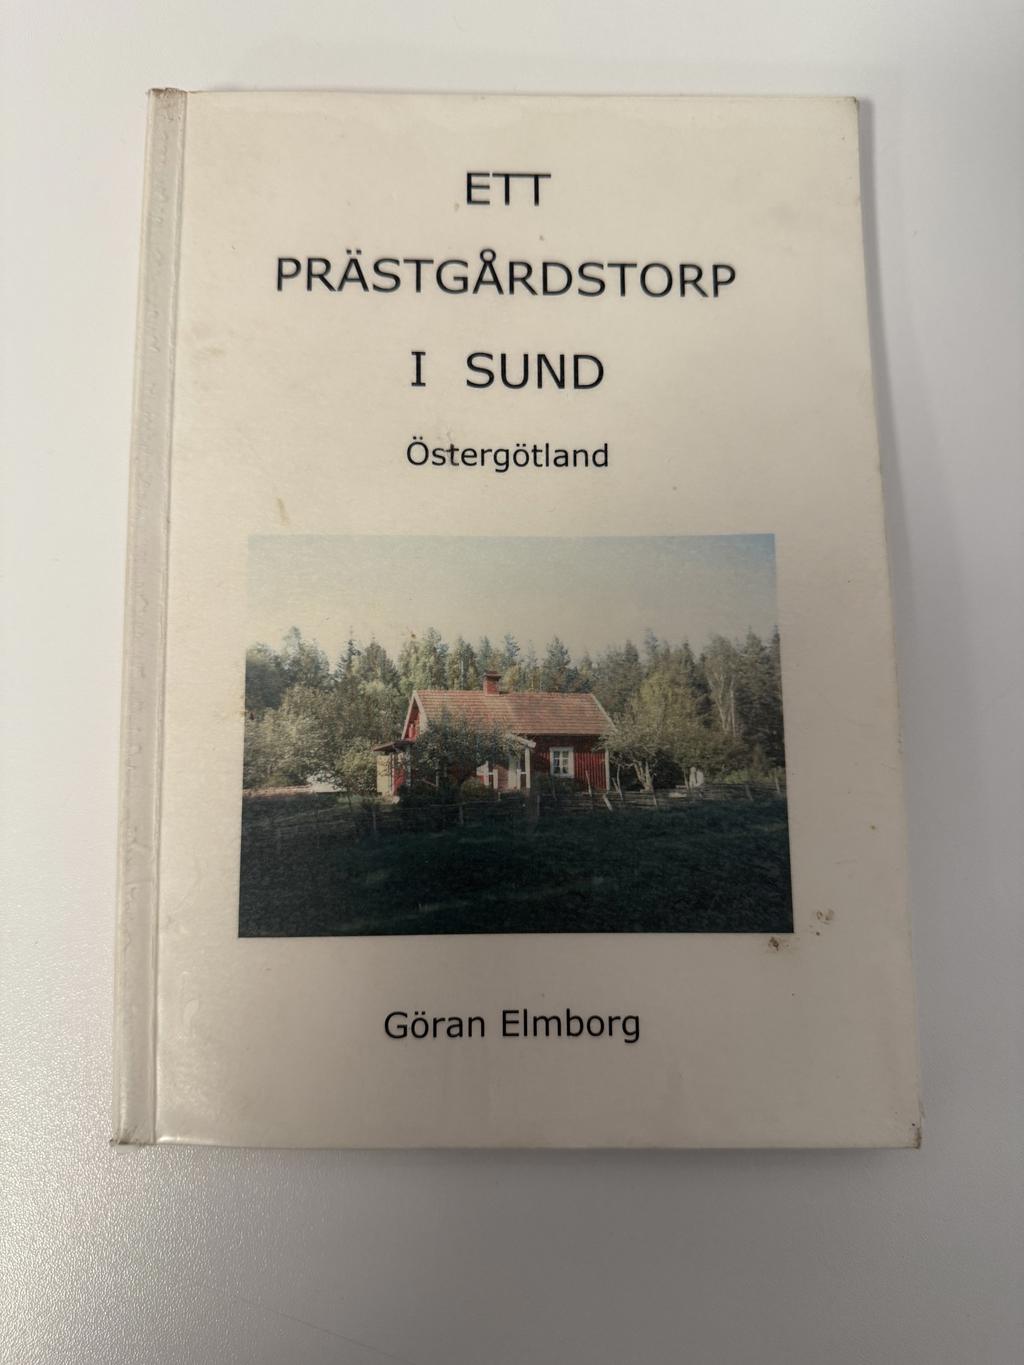 ETT
PRÄSTGÅRDSTORP
I SUND
Östergötland
Göran Elmborg